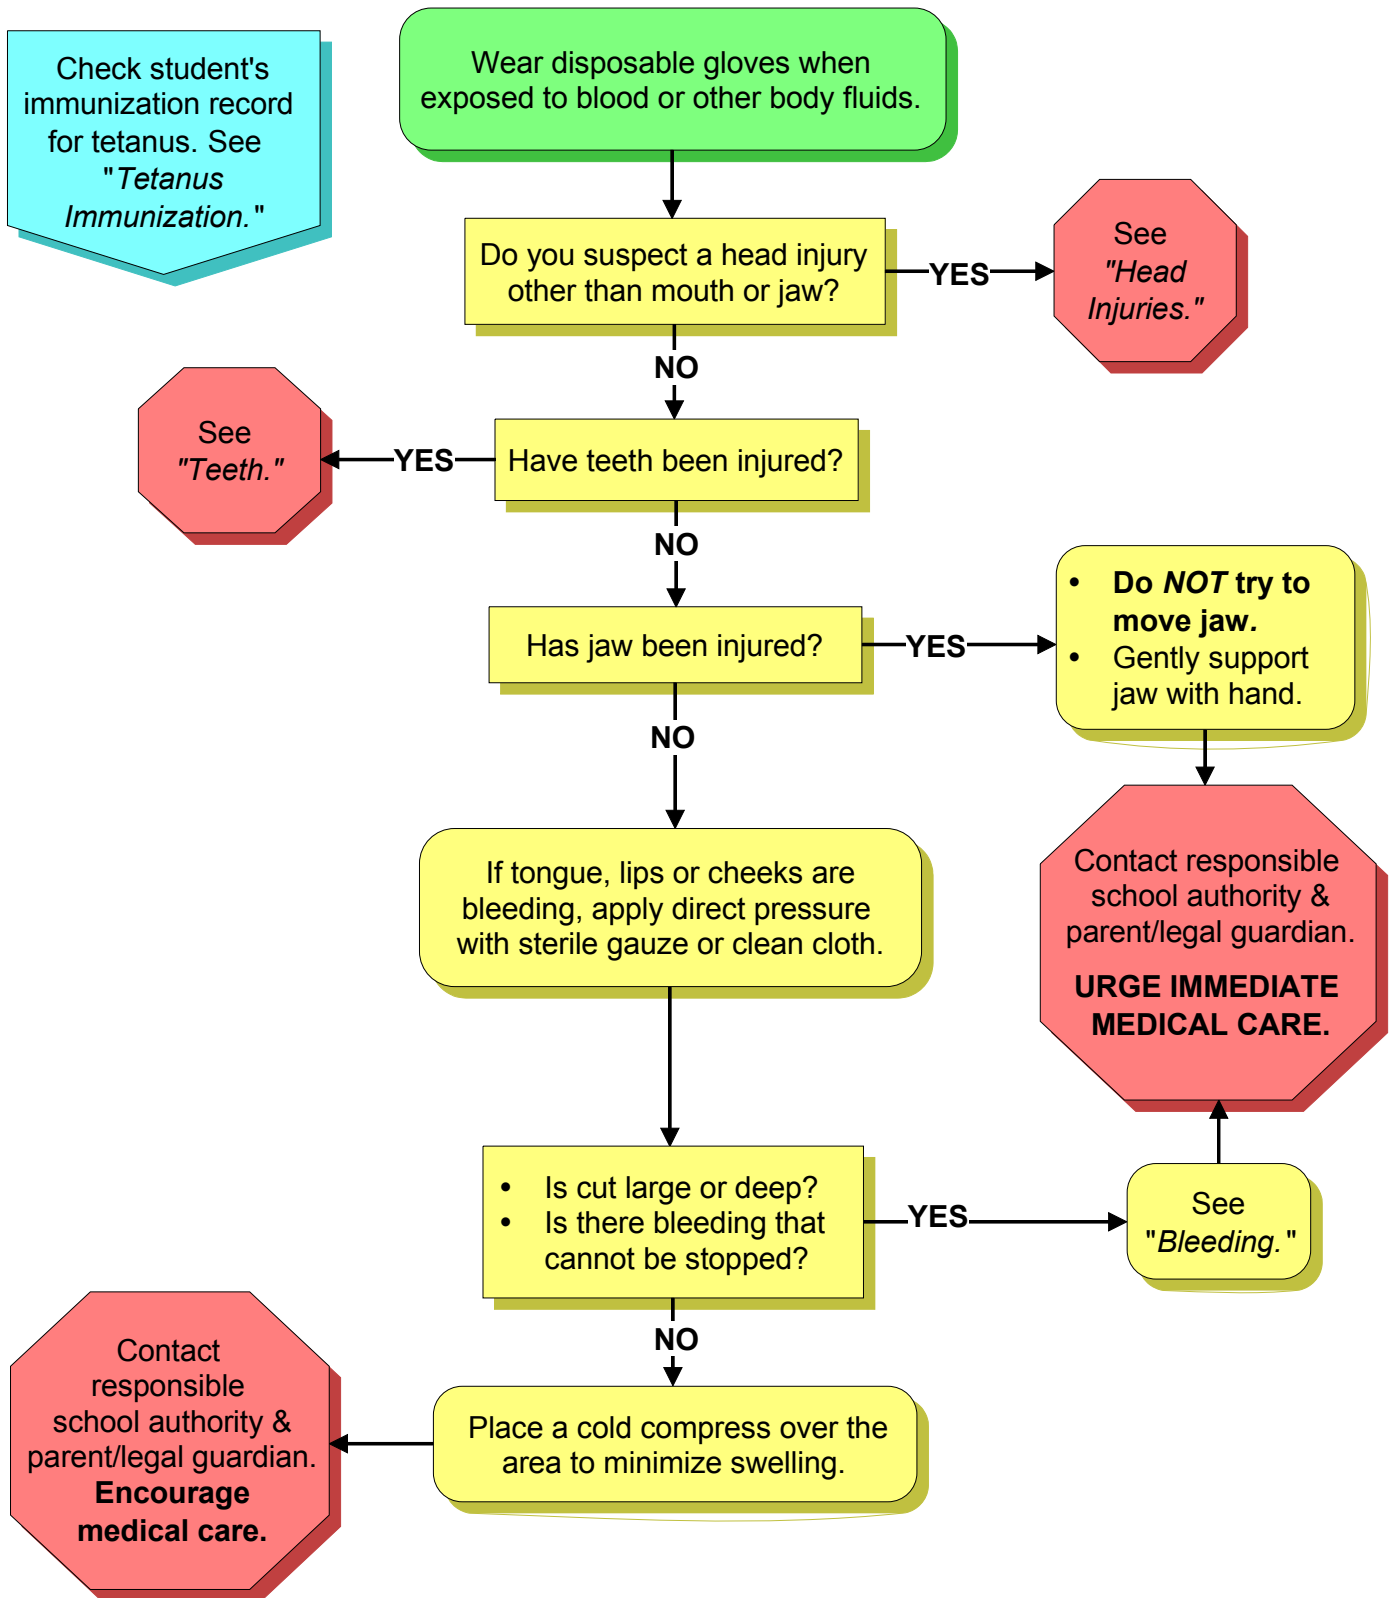 Check student's
immunization record
for tetanus. See
"Tetanus
Immunization."
Wear disposable gloves when
exposed to blood or other body fluids.
Do you suspect a head injury
other than mouth or jaw?
YES
See
"Head
Injuries."
NO
Have teeth been injured?
YES
See
"Teeth."
NO
Has jaw been injured?
YES
• Do NOT try to
move jaw.
• Gently support
jaw with hand.
NO
If tongue, lips or cheeks are
bleeding, apply direct pressure
with sterile gauze or clean cloth.
Contact responsible
school authority &
parent/legal guardian.
URGE IMMEDIATE
MEDICAL CARE.
• Is cut large or deep?
• Is there bleeding that
cannot be stopped?
YES
See
"Bleeding."
NO
Place a cold compress over the
area to minimize swelling.
Contact
responsible
school authority &
parent/legal guardian.
Encourage
medical care.